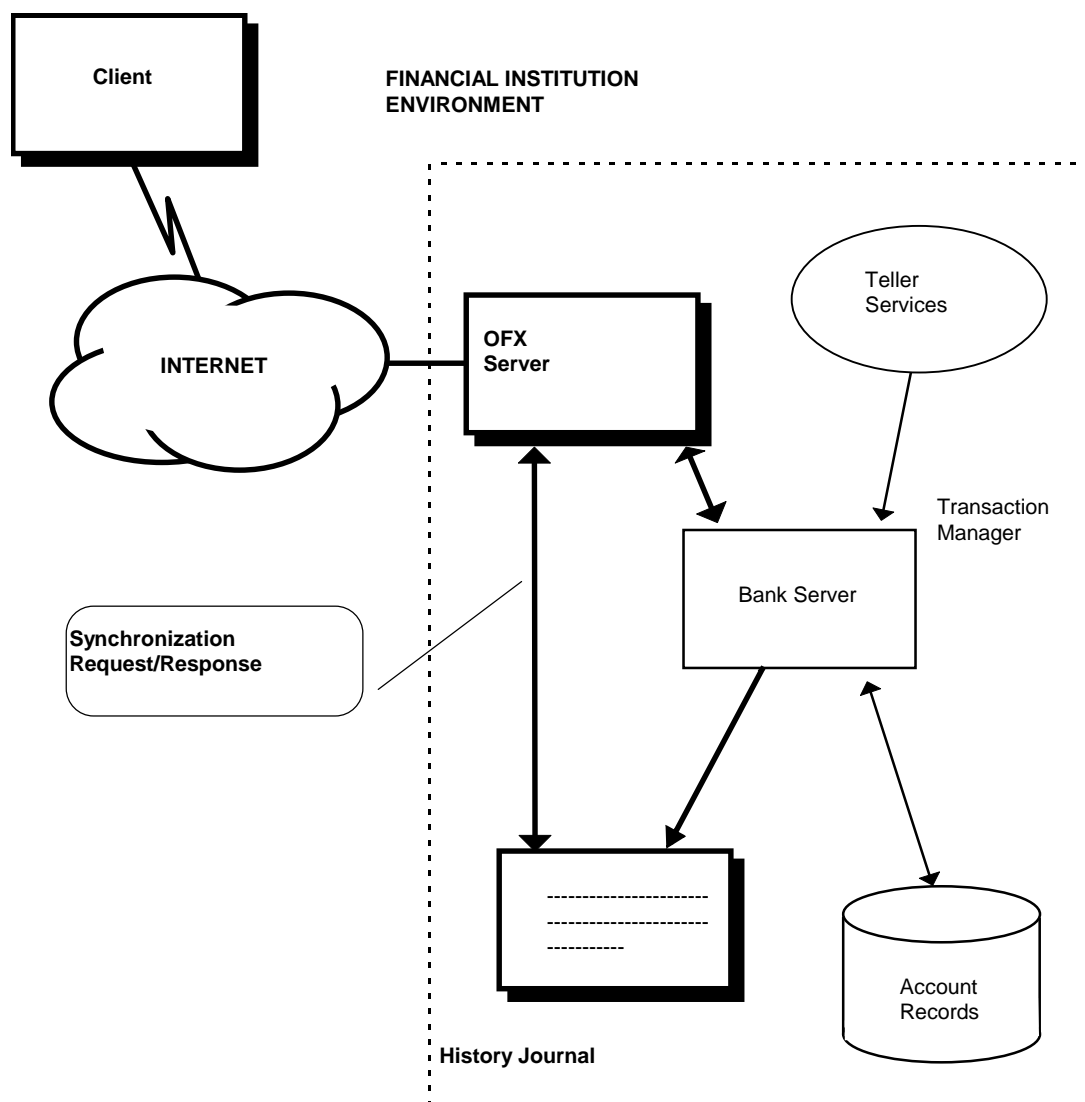 Client
FINANCIAL INSTITUTION
ENVIRONMENT
Teller
Services
OFX
Server
INTERNET
Transaction
Manager
Bank Server
Synchronization
Request/Response
Account
Records
History Journal